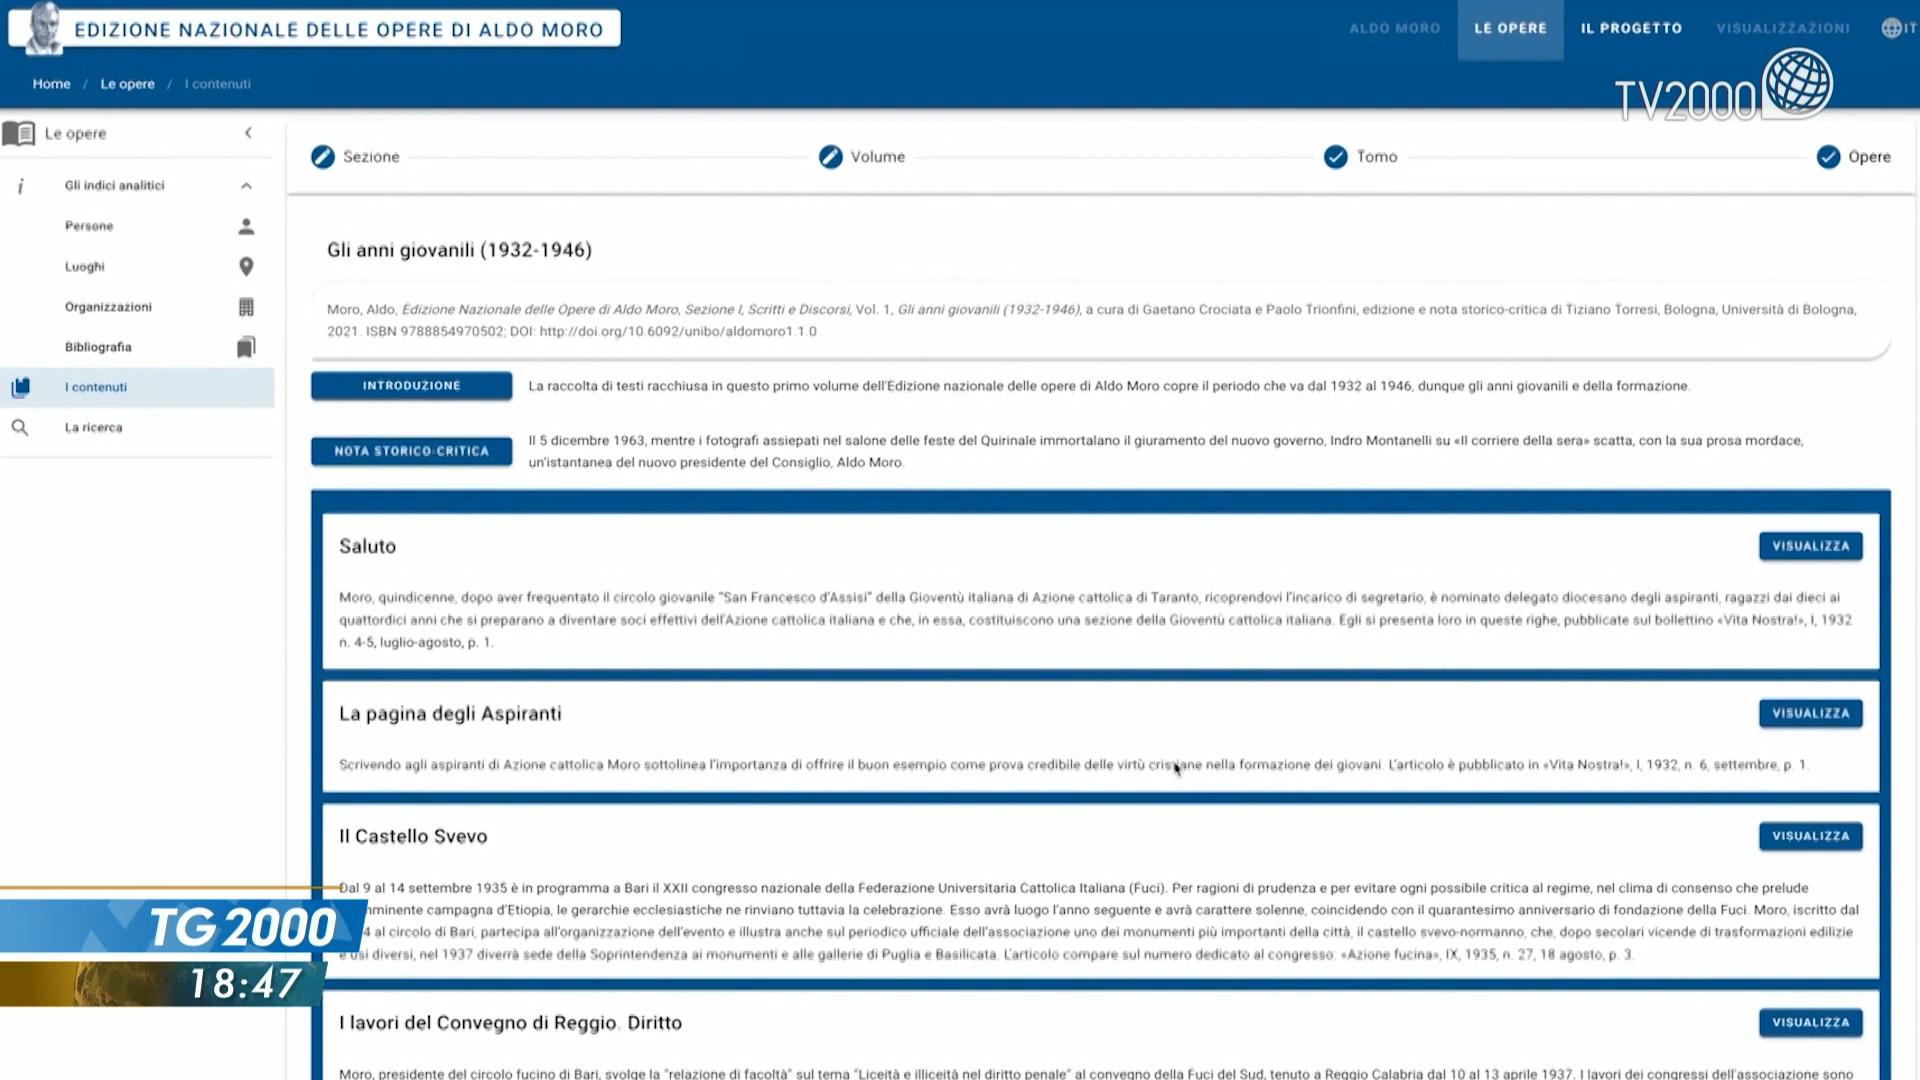 EDIZIONE NAZIONALE DELLE OPERE DI ALDO MORO
ALDO MORO
LE OPERE
IL PROGETTO
VISUALIZZAZIONI
IT
Home / Le opere / I contenuti
TV2000
Le opere
Sezione
Volume
Tomo
Opere
Gli indici analitici
Persone
Luoghi
Organizzazioni
Bibliografia
I contenuti
La ricerca
Gli anni giovanili (1932-1946)
Moro, Aldo, Edizione Nazionale delle Opere di Aldo Moro, Sezione I, Scritti e Discorsi, Vol. 1, Gli anni giovanili (1932-1946), a cura di Gaetano Crociata e Paolo Trionfini, edizione e nota storico-critica di Tiziano Torresi, Bologna, Università di Bologna,
2021. ISBN 9788854970502; DOI: http://doi.org/10.6092/unibo/aldomoro1.1.0
INTRODUZIONE
La raccolta di testi racchiusa in questo primo volume dell'Edizione nazionale delle opere di Aldo Moro copre il periodo che va dal 1932 al 1946, dunque gli anni giovanili e della formazione.
NOTA STORICO-CRITICA
Il 5 dicembre 1963, mentre i fotografi assiepati nel salone delle feste del Quirinale immortalano il giuramento del nuovo governo, Indro Montanelli su «Il corriere della sera» scatta, con la sua prosa mordace,
un'istantanea del nuovo presidente del Consiglio, Aldo Moro.
Saluto
VISUALIZZA
Moro, quindicenne, dopo aver frequentato il circolo giovanile "San Francesco d'Assisi" della Gioventù italiana di Azione cattolica di Taranto, ricoprendovi l'incarico di segretario, è nominato delegato diocesano degli aspiranti, ragazzi dai dieci ai
quattordici anni che si preparano a diventare soci effettivi dell'Azione cattolica italiana e che, in essa, costituiscono una sezione della Gioventù cattolica italiana. Egli si presenta loro in queste righe, pubblicate sul bollettino «Vita Nostra!», I, 1932
n. 4-5, luglio-agosto, p. 1.
La pagina degli Aspiranti
VISUALIZZA
Scrivendo agli aspiranti di Azione cattolica Moro sottolinea l'importanza di offrire il buon esempio come prova credibile delle virtù cristiane nella formazione dei giovani. L'articolo è pubblicato in «Vita Nostra!», I, 1932, n. 6, settembre, p. 1.
Il Castello Svevo
VISUALIZZA
Dal 9 al 14 settembre 1935 è in programma a Bari il XXII congresso nazionale della Federazione Universitaria Cattolica Italiana (Fuci). Per ragioni di prudenza e per evitare ogni possibile critica al regime, nel clima di consenso che prelude
mminente campagna d'Etiopia, le gerarchie ecclesiastiche ne rinviano tuttavia la celebrazione. Esso avrà luogo l'anno seguente e avrà carattere solenne, coincidendo con il quarantesimo anniversario di fondazione della Fuci. Moro, iscritto dal
4 al circolo di Bari, partecipa all'organizzazione dell'evento e illustra anche sul periodico ufficiale dell'associazione uno dei monumenti più importanti della città, il castello svevo-normanno, che, dopo secolari vicende di trasformazioni edilizie
e usi diversi, nel 1937 diverrà sede della Soprintendenza ai monumenti e alle gallerie di Puglia e Basilicata. L'articolo compare sul numero dedicato al congresso: «Azione fucina», IX, 1935, n. 27, 18 agosto, p. 3.
TG2000
18:47
I lavori del Convegno di Reggio. Diritto
VISUALIZZA
Moro, presidente del circolo fucino di Bari, svolge la "relazione di facoltà" sul tema "Liceità e illiceità nel diritto penale" al convegno della Fuci del Sud, tenuto a Reggio Calabria dal 10 al 13 aprile 1937. I lavori dei congressi dell'associazione sono